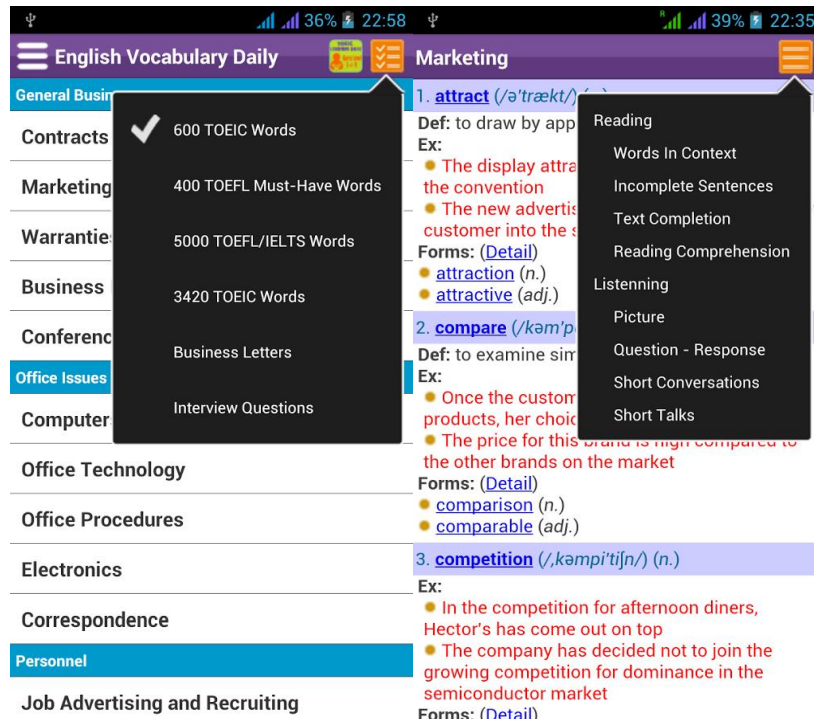 36% 22:58
English Vocabulary Daily
General Busin
Contracts
Marketing
Warrantie
Business
Conferenc
Office Issues
Computer
Office Technology
Office Procedures
Electronics
Correspondence
Personnel
Job Advertising and Recruiting
600 TOEIC Words
400 TOEFL Must-Have Words
5000 TOEFL/IELTS Words
3420 TOEIC Words
Business Letters
Interview Questions
R 39% 22:35
Marketing
1. attract (/ə'trækt/)
Def: to draw by app
Ex:
The display attra
the convention
The new advertis
customer into the s
Forms: (Detail)
attraction (n.)
attractive (adj.)
2. compare (/kəm'p
Def: to examine sim
Ex:
Once the custom
products, her choic
The price for this brand is high compared to
the other brands on the market
Forms: (Detail)
comparison (n.)
comparable (adj.)
3. competition (/,kəmpi'tiʃn/) (n.)
Ex:
In the competition for afternoon diners,
Hector's has come out on top
The company has decided not to join the
growing competition for dominance in the
semiconductor market
Forms: (Detail)
Reading
Words In Context
Incomplete Sentences
Text Completion
Reading Comprehension
Listenning
Picture
Question - Response
Short Conversations
Short Talks